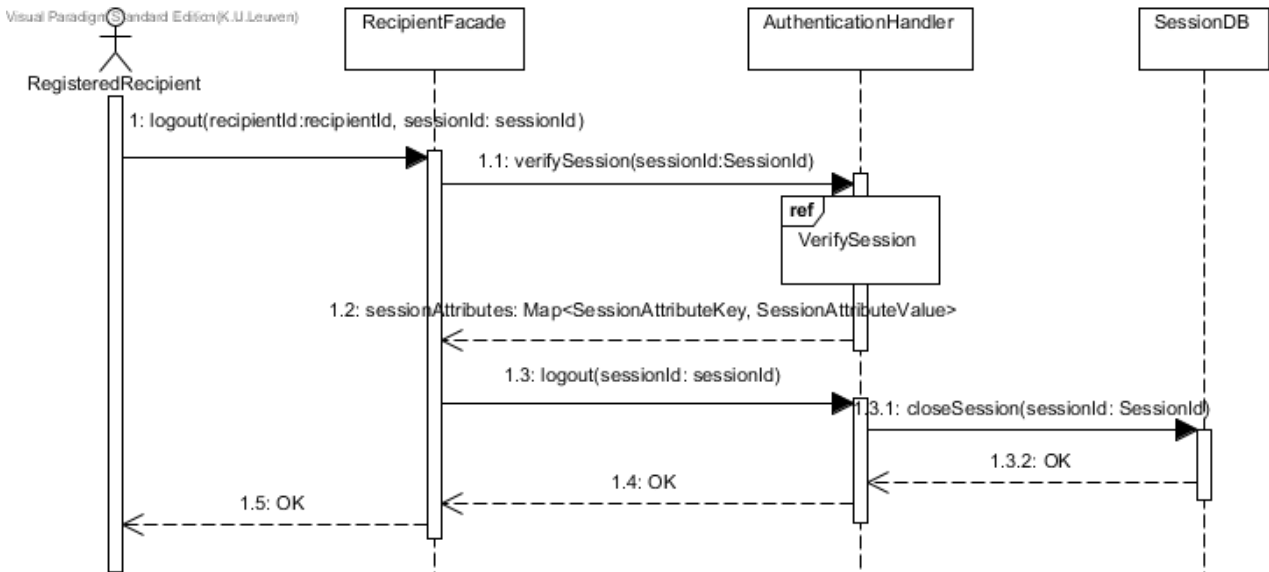 Visual Paradigm Standard Edition(K.U.Leuven)
RecipientFacade
AuthenticationHandler
SessionDB
RegisteredRecipient
1: logout(recipientId:recipientId, sessionId: sessionId)
1.1: verifySession(sessionId:SessionId)
ref
VerifySession
1.2: sessionAttributes: Map<SessionAttributeKey, SessionAttributeValue>
1.3: logout(sessionId: sessionId)
1.3.1: closeSession(sessionId: SessionId)
1.3.2: OK
1.4: OK
1.5: OK